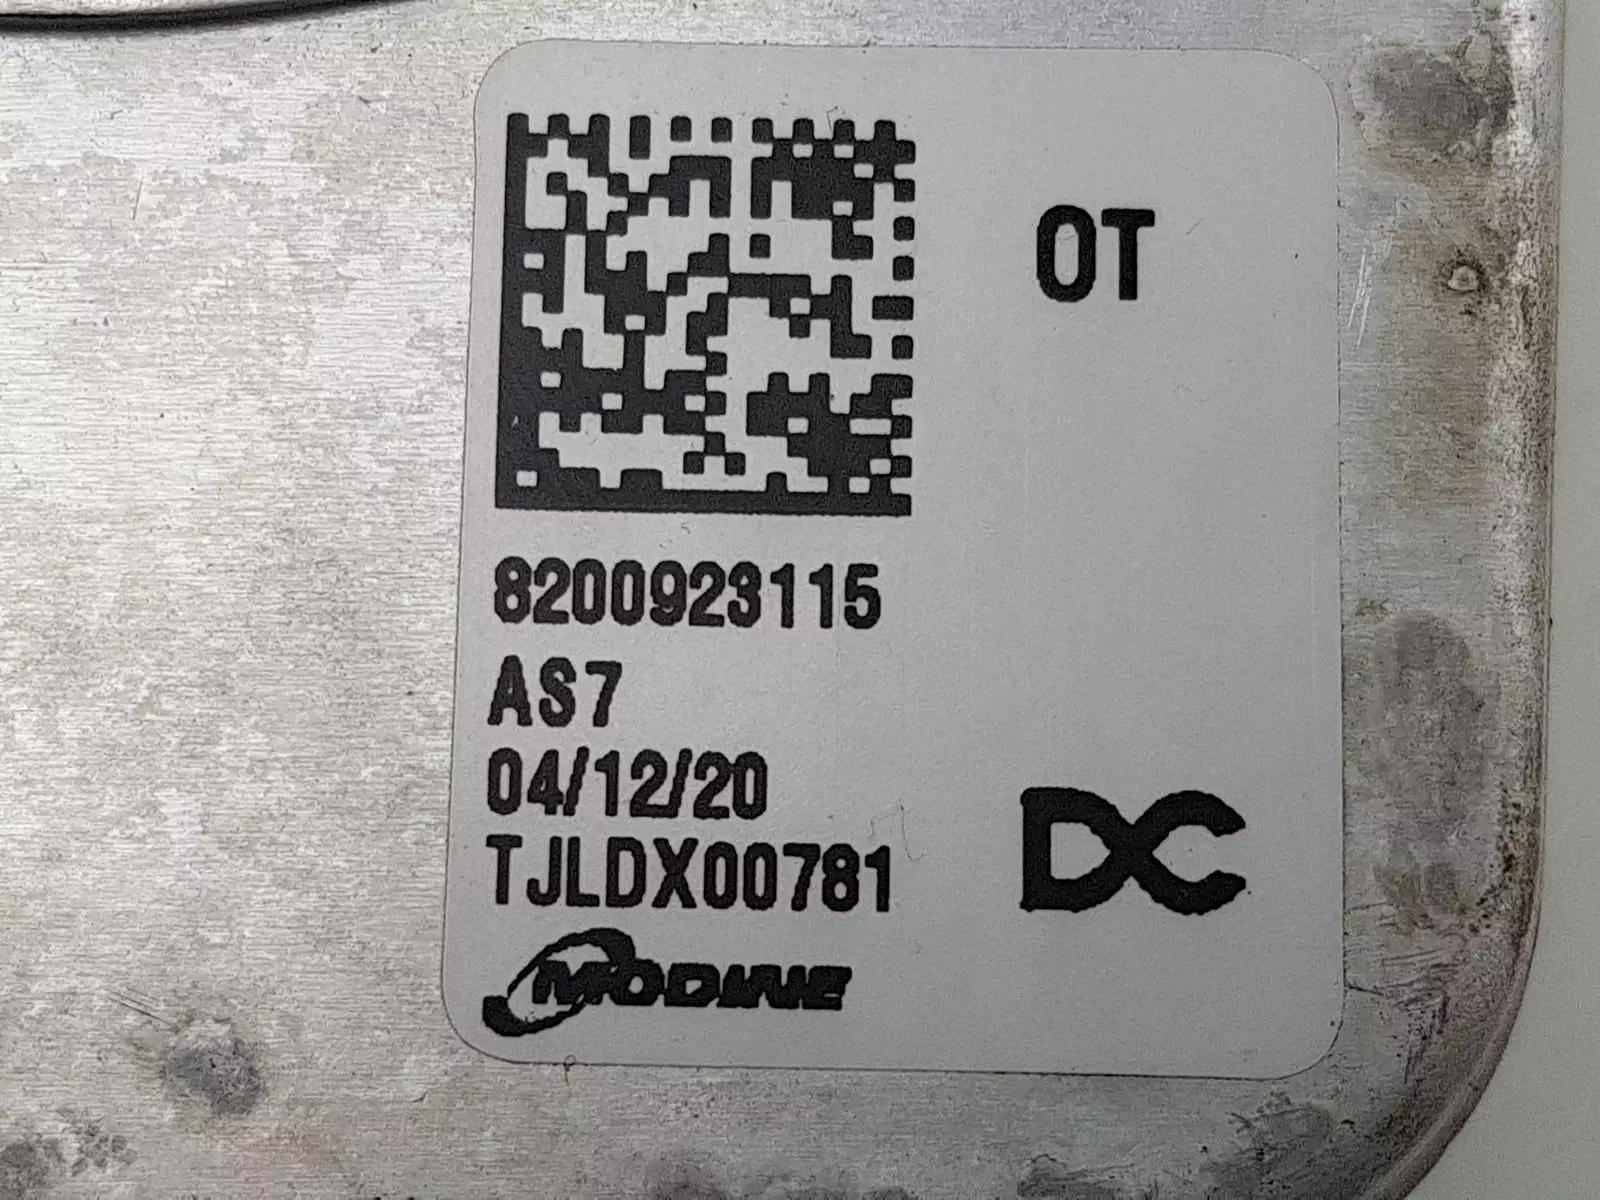 OT
8200923115
AS7
04/12/20
TJLDX00781
DC
MODINE